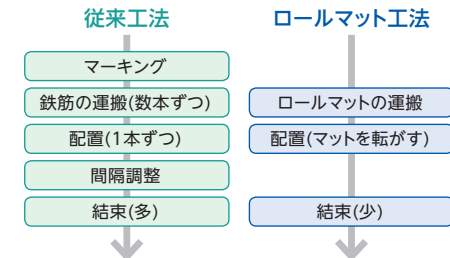 従来工法
マーキング
鉄筋の運搬(数本ずつ)
配置(1本ずつ)
間隔調整
結束(多)
ロールマット工法
ロールマットの運搬
配置(マットを転がす)
結束(少)